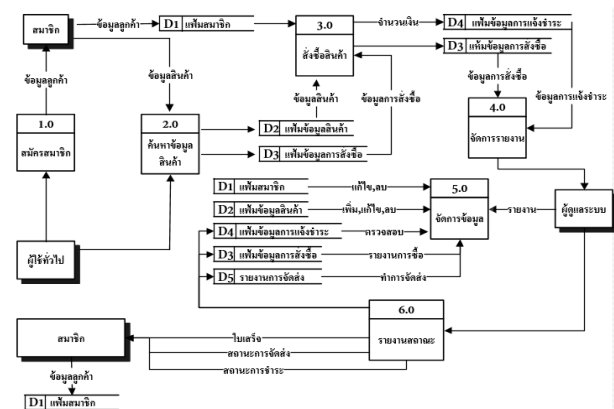 สมาชิก
ข้อมูลลูกค้า
D1 แฟ้มสมาชิก
3.0
สั่งซื้อสินค้า
จำนวนเงิน
D4 แฟ้มข้อมูลการแจ้งชำระ
D3 แห้มข้อมูลการสั่งซื้อ
ข้อมูลลูกค้า
ข้อมูลสินค้า
ข้อมูลสินค้า
ข้อมูลการสั่งซื้อ
ข้อมูลการสั่งซื้อ
ข้อมูลการแจ้งชำระ
1.0
สมัครสมาชิก
2.0
ค้นหาข้อมูล
สินค้า
D2 แฟ้มข้อมูลสินค้า
D3 แฟ้มข้อมูลการสั่งซื้อ
4.0
จัดการรายงาน
D1 แฟ้มสมาชิก
แก้ไข,ลบ
5.0
จัดการข้อมูล
D2 แฟ้มข้อมูลสินค้า
เพิ่ม,แก้ไข,ลบ
รายงาน
ผู้ดูแลระบบ
D4 แฟ้มข้อมูลการแจ้งชำระ
ตรวจสอบ
ผู้ใช้ทั่วไป
D3 แฟ้มข้อมูลการสั่งซื้อ
รายงานการซื้อ
D5 รายงานการจัดส่ง
ทำการจัดส่ง
6.0
รายงานสถาณะ
สมาชิก
ใบเสร็จ
สถานะการจัดส่ง
สถานะการชำระ
ข้อมูลลูกค้า
D1 แฟ้มสมาชิก